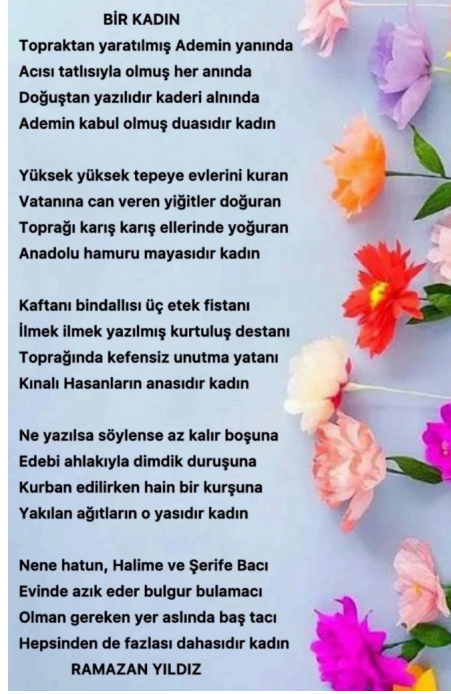 BİR KADIN
Topraktan yaratılmış Ademin yanında
Acısı tatlısıyla olmuş her anında
Doğuştan yazılıdır kaderi alnında
Ademin kabul olmuş duasıdır kadın
Yüksek yüksek tepeye evlerini kuran
Vatanına can veren yiğitler doğuran
Toprağı karış karış ellerinde yoğuran
Anadolu hamuru mayasıdır kadın
Kaftanı bindallısı üç etek fistanı
İlmek ilmek yazılmış kurtuluş destanı
Toprağında kefensiz unutma yatanı
Kınalı Hasanların anasıdır kadın
Ne yazılsa söylense az kalır boşuna
Edebi ahlakıyla dimdik duruşuna
Kurban edilirken hain bir kurşuna
Yakılan ağıtların o yasıdır kadın
Nene hatun, Halime ve Şerife Bacı
Evinde azık eder bulgur bulamacı
Olman gereken yer aslında baş tacı
Hepsinden de fazlası dahasıdır kadın
RAMAZAN YILDIZ